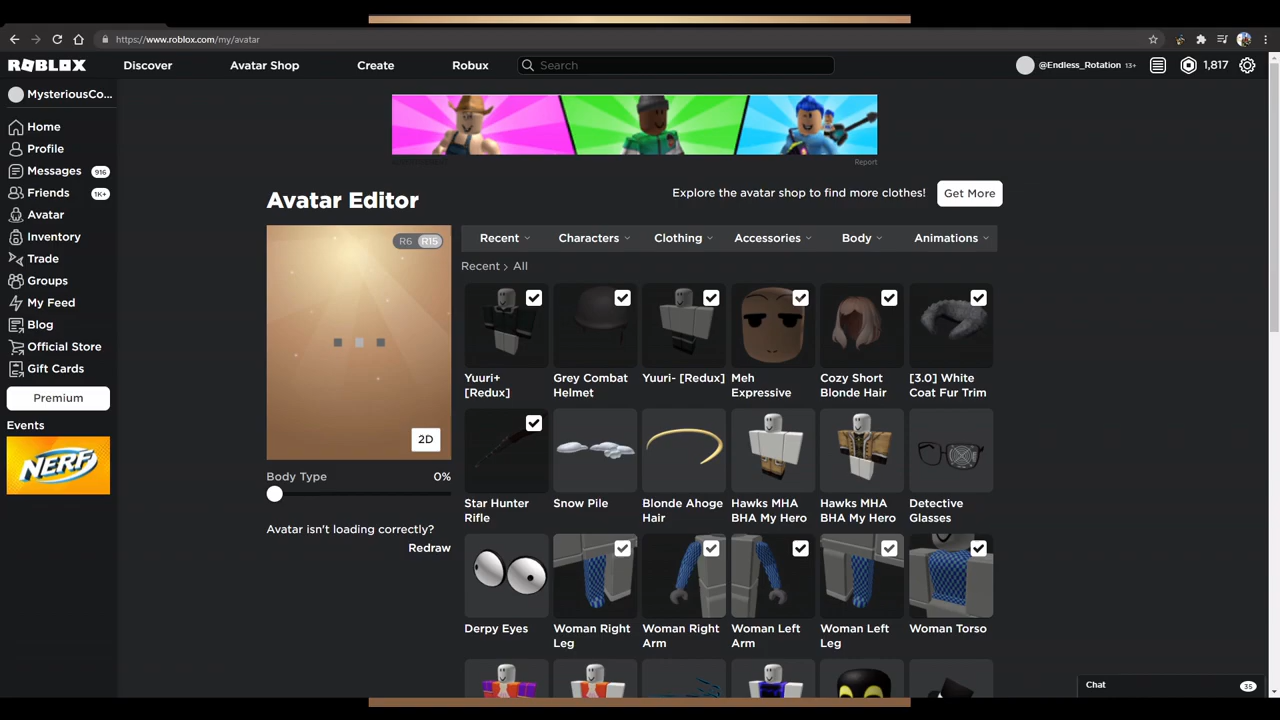 https://www.roblox.com/my/avatar
ROBLOX Discover Avatar Shop Create Robux Search @Endless_Rotation 13+ 1,817
MysteriousCo...
Home
Profile
Messages 916
Friends 1K+
Avatar
Inventory
Trade
Groups
My Feed
Blog
Official Store
Gift Cards
Premium
Events
NERF
Report
Avatar Editor
Explore the avatar shop to find more clothes! Get More
R6 R15
2D
Body Type 0%
Avatar isn't loading correctly?
Redraw
Recent Characters Clothing Accessories Body Animations
Recent > All
Yuuri+ [Redux]
Grey Combat Helmet
Yuuri- [Redux]
Meh Expressive
Cozy Short Blonde Hair
[3.0] White Coat Fur Trim
Star Hunter Rifle
Snow Pile
Blonde Ahoge Hair
Hawks MHA BHA My Hero
Hawks MHA BHA My Hero
Detective Glasses
Derpy Eyes
Woman Right Leg
Woman Right Arm
Woman Left Arm
Woman Left Leg
Woman Torso
Chat 35